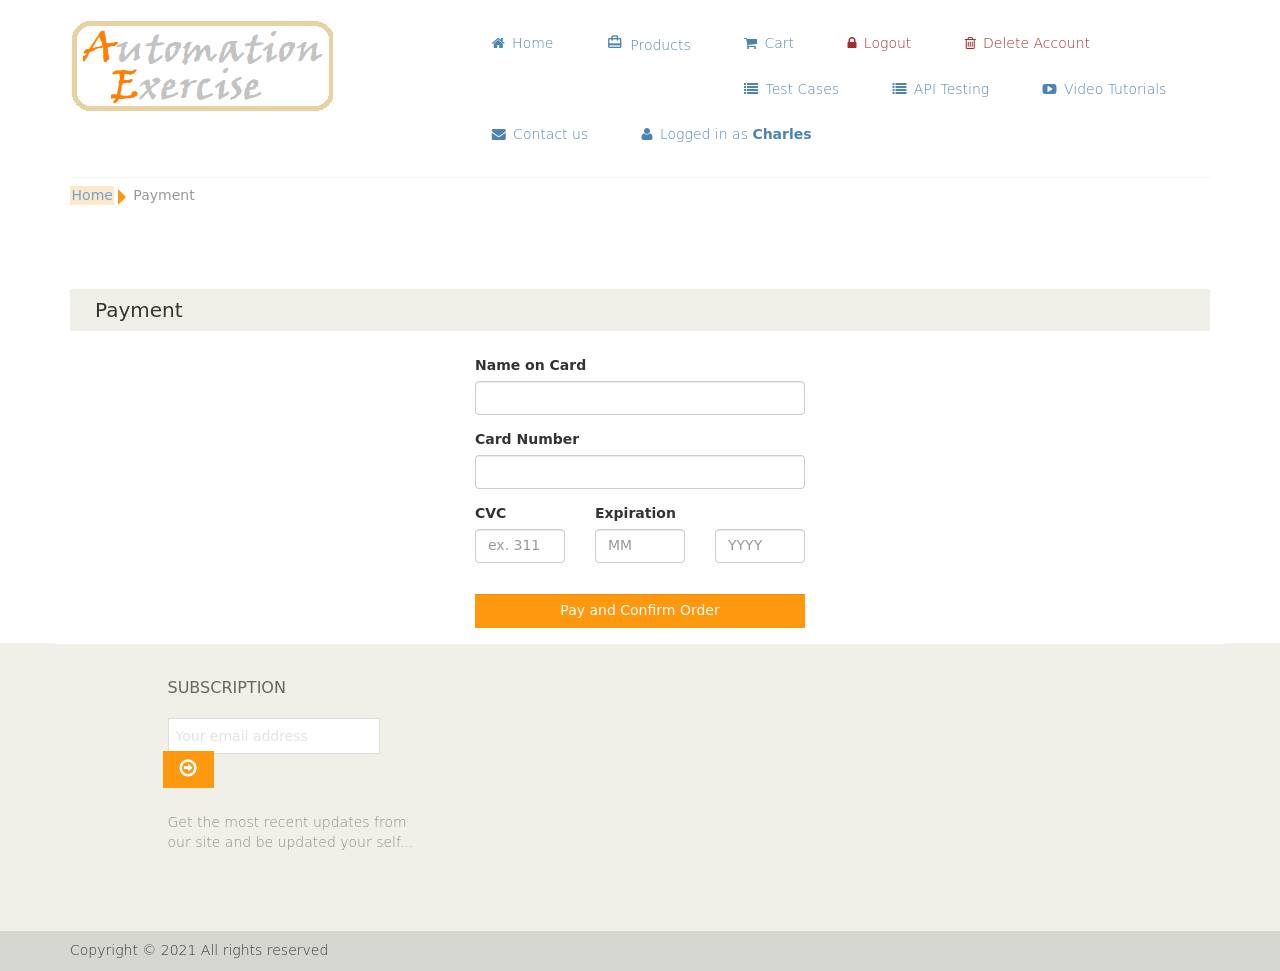 Automation
Exercise
Home Products Cart Logout Delete Account
Test Cases API Testing Video Tutorials
Contact us Logged in as Charles
Home Payment
Payment
Name on Card
Card Number
CVC Expiration
ex. 311 MM YYYY
Pay and Confirm Order
SUBSCRIPTION
Your email address
Get the most recent updates from
our site and be updated your self...
Copyright © 2021 All rights reserved